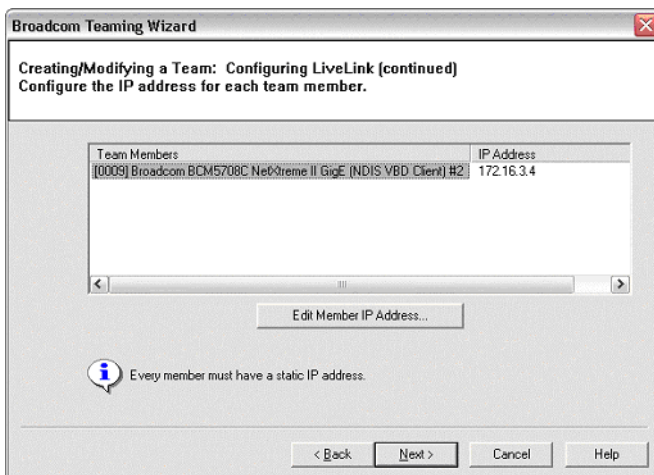 Broadcom Teaming Wizard
Creating/Modifying a Team: Configuring LiveLink (continued)
Configure the IP address for each team member.
Team Members IP Address
[0009] Broadcom BCM5708C NetXtreme II GigE (NDIS VBD Client) #2 172.16.3.4
Edit Member IP Address...
Every member must have a static IP address.
< Back Next > Cancel Help